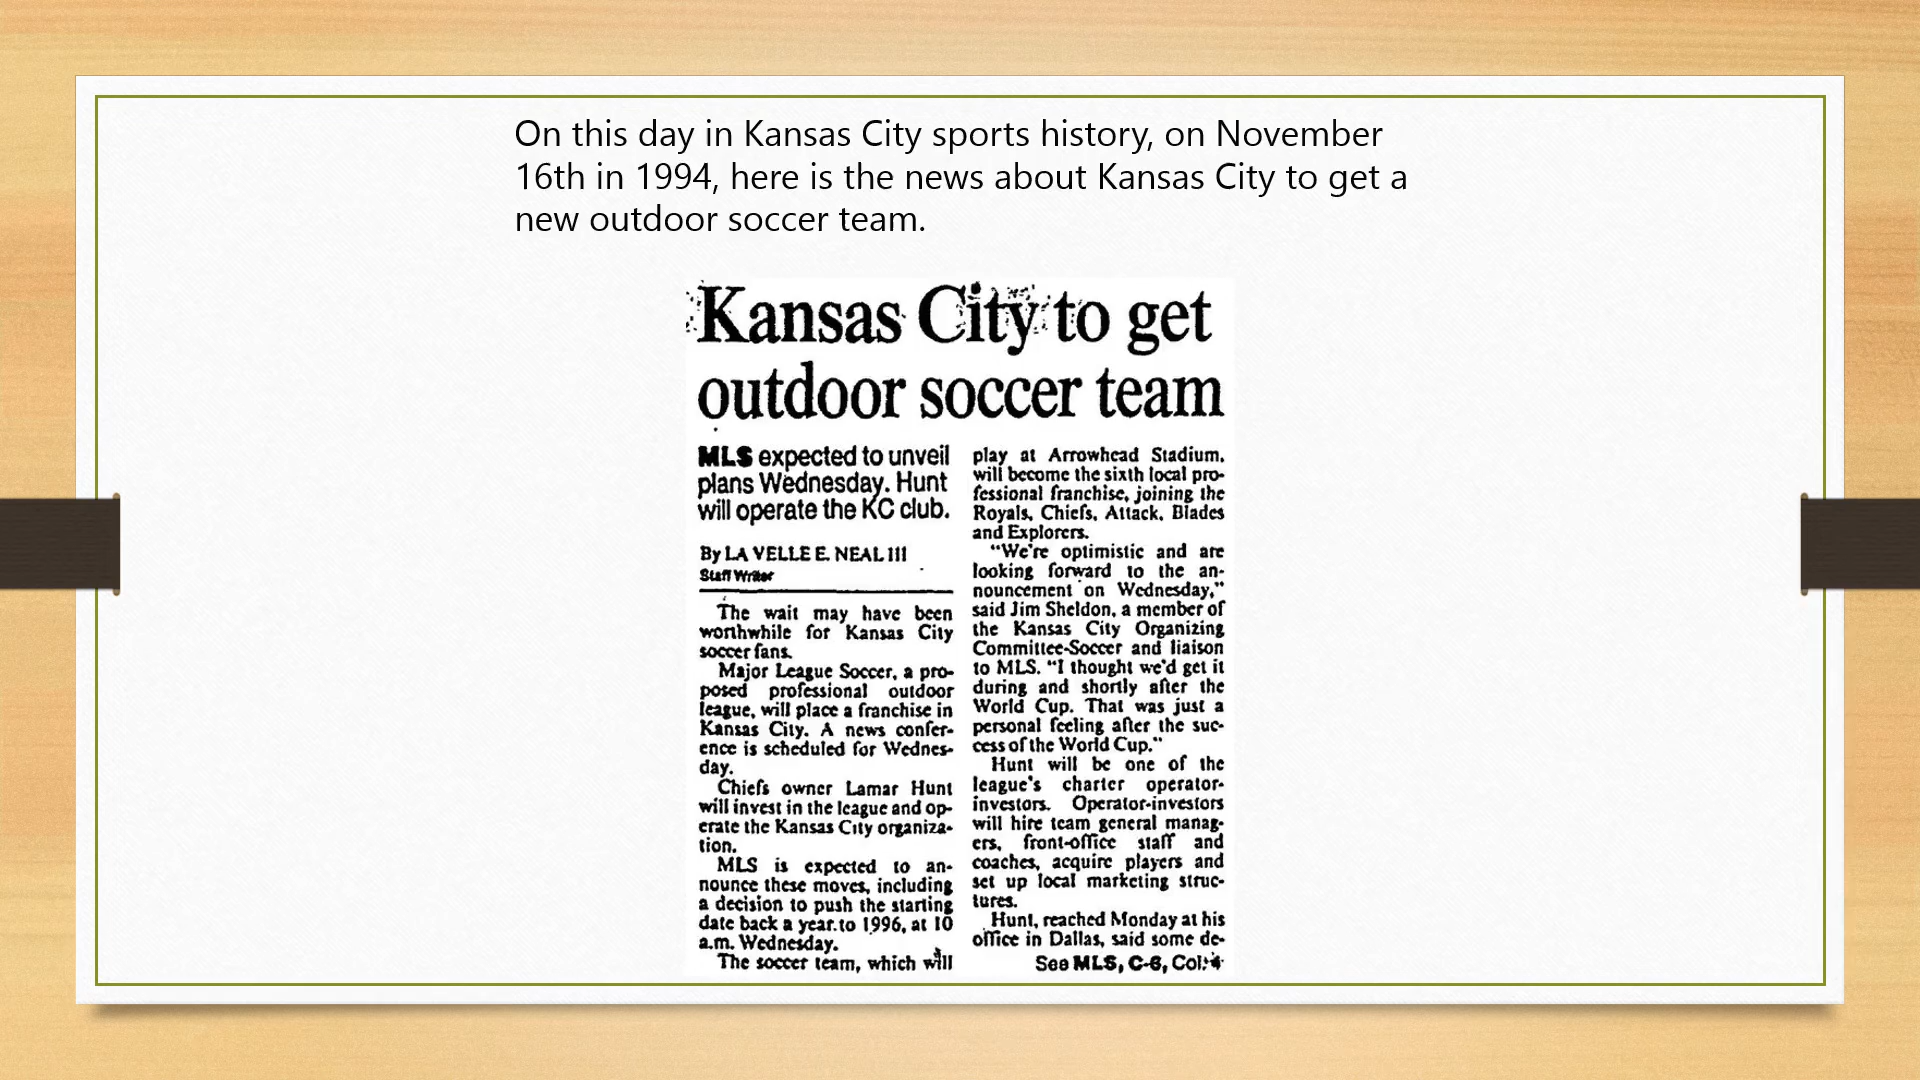 On this day in Kansas City sports history, on November
16th in 1994, here is the news about Kansas City to get a
new outdoor soccer team.
Kansas City to get
outdoor soccer team
MLS expected to unveil
plans Wednesday. Hunt
will operate the KC club.
By LA VELLE E. NEAL III
Staff Writer
The wait may have been
worthwhile for Kansas City
soccer fans.
Major League Soccer, a pro-
posed professional outdoor
league, will place a franchise in
Kansas City. A news confer-
ence is scheduled for Wednes-
day.
Chiefs owner Lamar Hunt
will invest in the league and op-
erate the Kansas City organiza-
tion.
MLS is expected to an-
nounce these moves, including
a decision to push the starting
date back a year to 1996, at 10
a.m. Wednesday.
The soccer team, which will
play at Arrowhead Stadium,
will become the sixth local pro-
fessional franchise, joining the
Royals, Chiefs, Attack, Blades
and Explorers.
"We're optimistic and are
looking forward to the an-
nouncement on Wednesday,"
said Jim Sheldon, a member of
the Kansas City Organizing
Committee-Soccer and liaison
to MLS. "I thought we'd get it
during and shortly after the
World Cup. That was just a
personal feeling after the suc-
cess of the World Cup."
Hunt will be one of the
league's charter operator-
investors. Operator-investors
will hire team general manag-
ers, front-office staff and
coaches, acquire players and
set up local marketing struc-
tures.
Hunt, reached Monday at his
office in Dallas, said some de-
See MLS, C-6, Col. 4